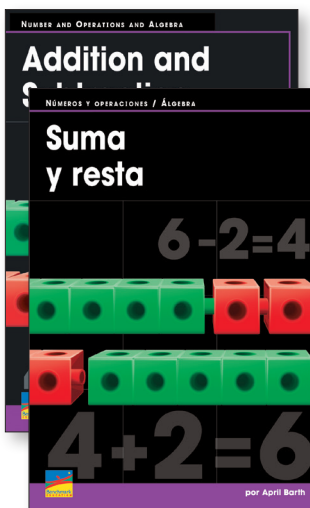 NUMBER AND OPERATIONS AND ALGEBRA
Addition and
NÚMEROS Y OPERACIONES / ÁLGEBRA
Suma
y resta
6-2=4
4+2=6
Benchmark
por April Barth